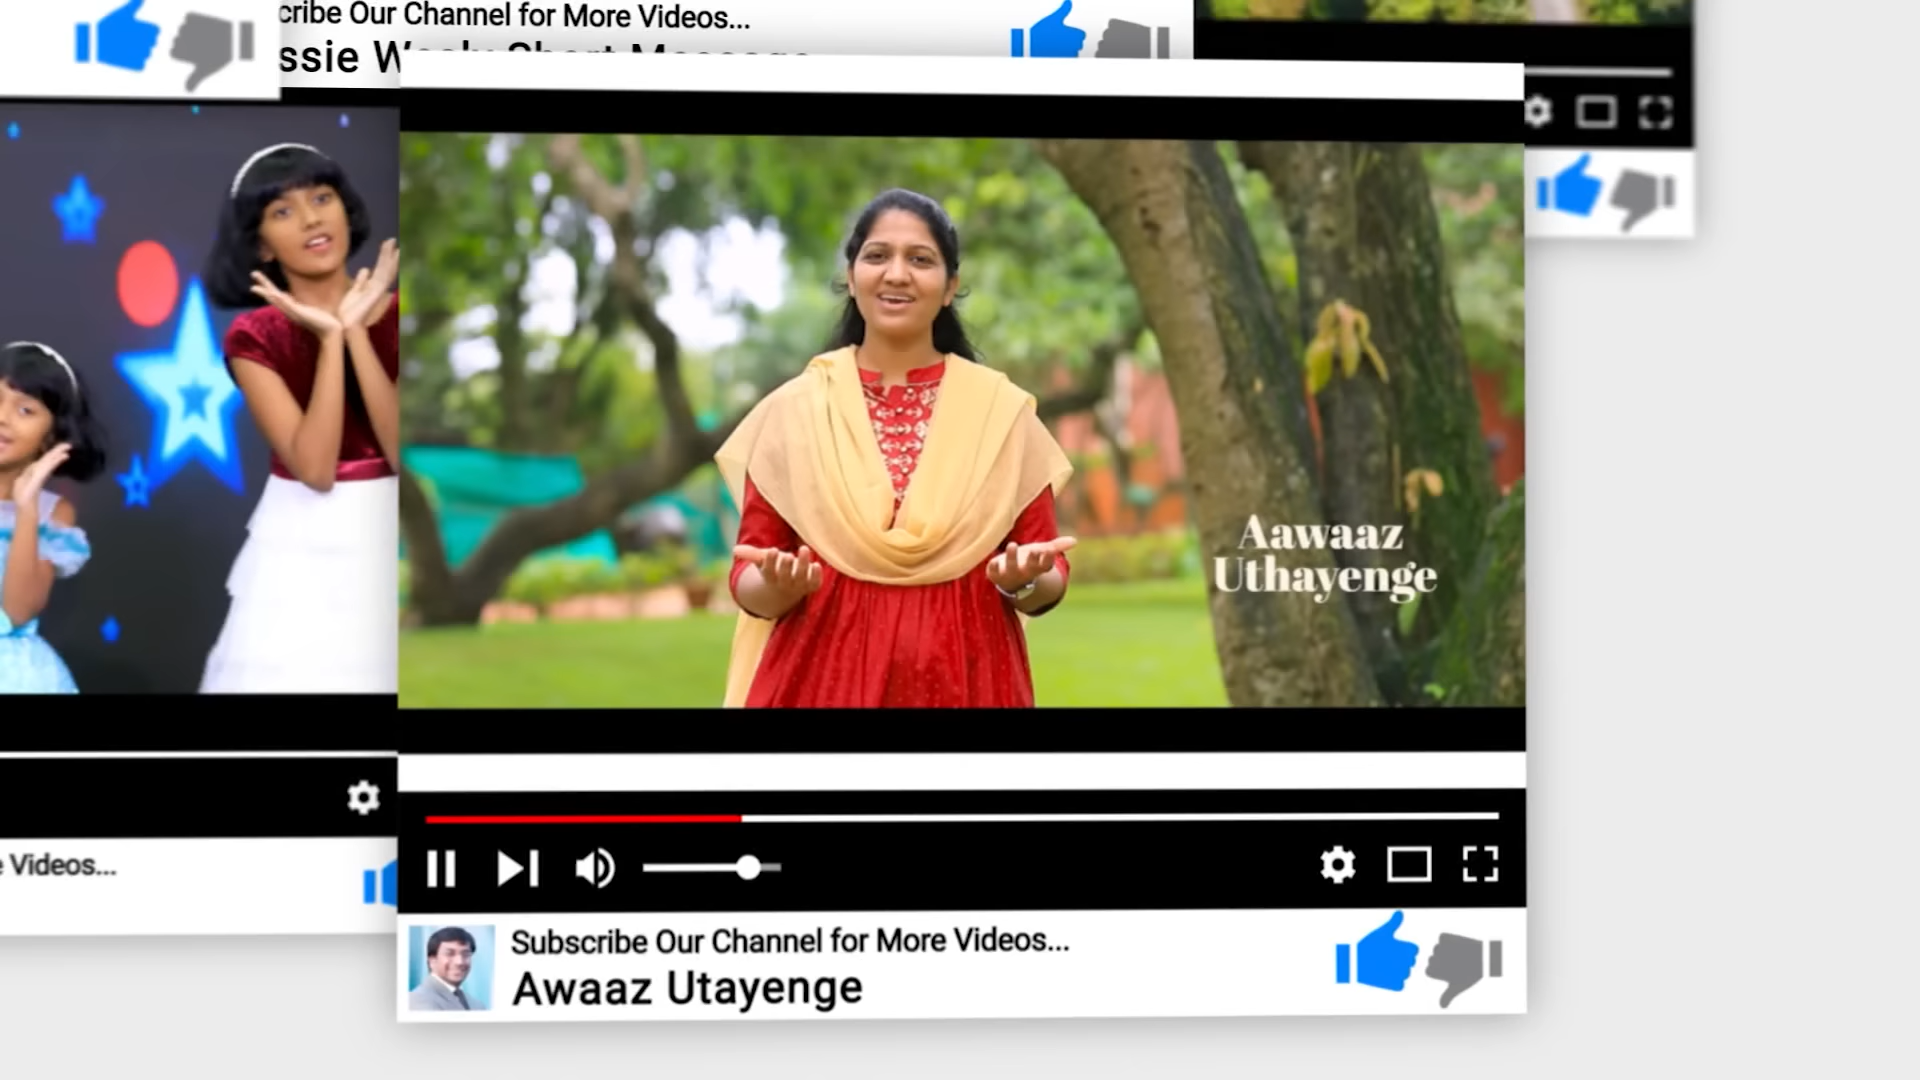 cribe Our Channel for More Videos...
ssie
Aawaaz
Uthayenge
Videos...
Subscribe Our Channel for More Videos...
Awaaz Utayenge